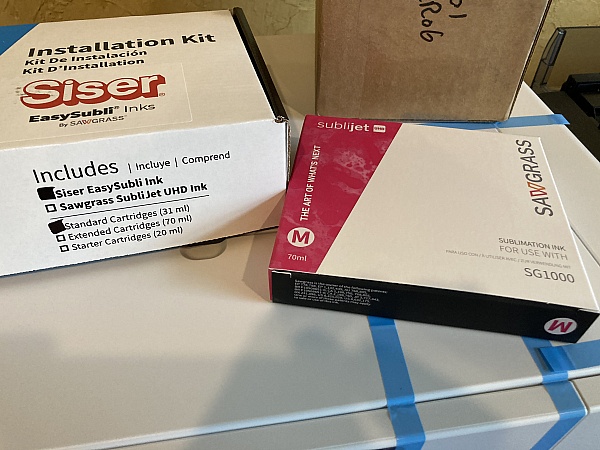 Installation Kit
Kit De Instalación
Kit D'Installation
Siser
EasySubli® Inks
By SAWGRASS
Includes | Incluye | Comprend
Siser EasySubli Ink
Sawgrass SubliJet UHD Ink
Standard Cartridges (31 ml)
Extended Cartridges (70 ml)
Starter Cartridges (20 ml)
Rob
sublijet UHD
THE ART OF WHAT'S NEXT
M
70ml
SAWGRASS
SUBLIMATION INK
FOR USE WITH
SG1000
M